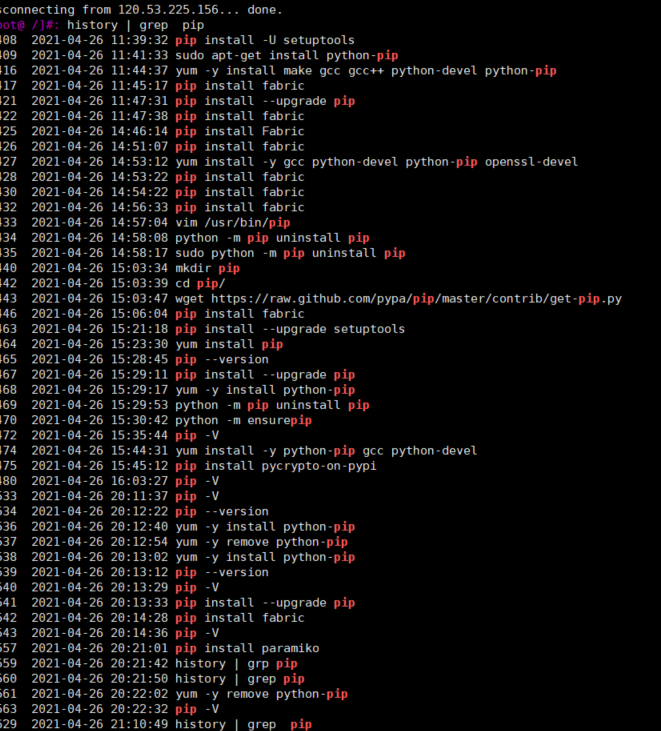 sconnecting from 120.53.225.156... done.
oot@ /]#: history | grep  pip
408  2021-04-26 11:39:32 pip install -U setuptools
409  2021-04-26 11:41:33 sudo apt-get install python-pip
416  2021-04-26 11:44:37 yum -y install make gcc gcc++ python-devel python-pip
417  2021-04-26 11:45:17 pip install fabric
421  2021-04-26 11:47:31 pip install --upgrade pip
422  2021-04-26 11:47:38 pip install fabric
425  2021-04-26 14:46:14 pip install Fabric
426  2021-04-26 14:51:07 pip install fabric
427  2021-04-26 14:53:12 yum install -y gcc python-devel python-pip openssl-devel
428  2021-04-26 14:53:22 pip install fabric
430  2021-04-26 14:54:22 pip install fabric
432  2021-04-26 14:56:33 pip install fabric
433  2021-04-26 14:57:04 vim /usr/bin/pip
434  2021-04-26 14:58:08 python -m pip uninstall pip
435  2021-04-26 14:58:17 sudo python -m pip uninstall pip
440  2021-04-26 15:03:34 mkdir pip
442  2021-04-26 15:03:39 cd pip/
443  2021-04-26 15:03:47 wget https://raw.github.com/pypa/pip/master/contrib/get-pip.py
446  2021-04-26 15:06:04 pip install fabric
463  2021-04-26 15:21:18 pip install --upgrade setuptools
464  2021-04-26 15:23:30 yum install pip
465  2021-04-26 15:28:45 pip --version
467  2021-04-26 15:29:11 pip install --upgrade pip
468  2021-04-26 15:29:17 yum -y install python-pip
469  2021-04-26 15:29:53 python -m pip uninstall pip
470  2021-04-26 15:30:42 python -m ensurepip
472  2021-04-26 15:35:44 pip -V
474  2021-04-26 15:44:31 yum install -y python-pip gcc python-devel
475  2021-04-26 15:45:12 pip install pycrypto-on-pypi
480  2021-04-26 16:03:27 pip -V
533  2021-04-26 20:11:37 pip -V
534  2021-04-26 20:12:22 pip --version
536  2021-04-26 20:12:40 yum -y install python-pip
537  2021-04-26 20:12:54 yum -y remove python-pip
538  2021-04-26 20:13:02 yum -y install python-pip
539  2021-04-26 20:13:12 pip --version
540  2021-04-26 20:13:29 pip -V
541  2021-04-26 20:13:33 pip install --upgrade pip
542  2021-04-26 20:14:28 pip install fabric
543  2021-04-26 20:14:36 pip -V
557  2021-04-26 20:21:01 pip install paramiko
559  2021-04-26 20:21:42 history | grp pip
560  2021-04-26 20:21:50 history | grep pip
561  2021-04-26 20:22:02 yum -y remove python-pip
563  2021-04-26 20:22:32 pip -V
629  2021-04-26 21:10:49 history | grep  pip